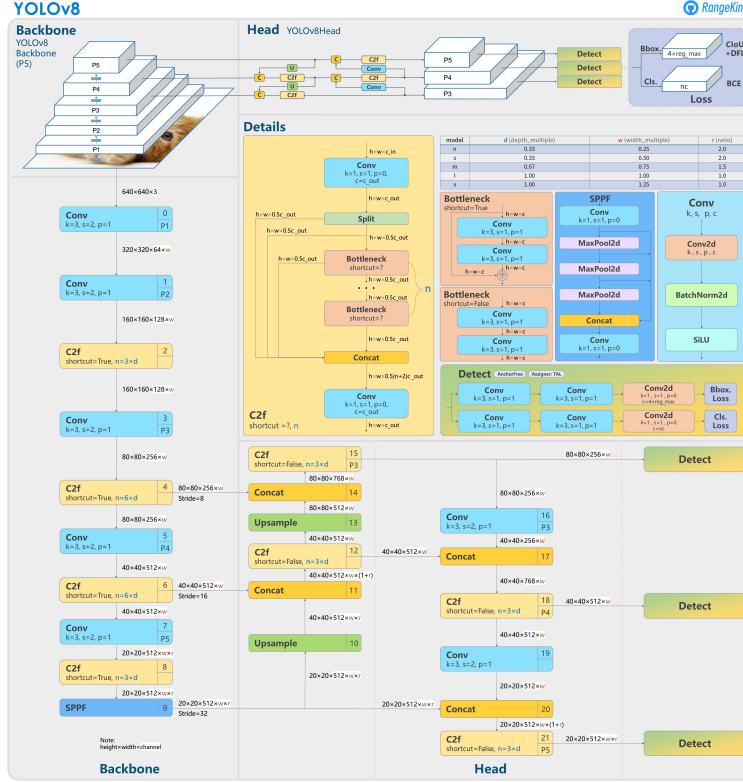 YOLOv8
RangeKin
Backbone
YOLOv8
Backbone
(P5)
P5
P4
P3
P2
P1
Head YOLOv8Head
U
C
C2f
U
C
C2f
C
C2f
Conv
C
C2f
Conv
P5
P4
P3
Detect
Detect
Detect
Bbox.
4×reg_max
CIoU
+DFL
Cls.
nc
BCE
Loss
640×640×3
Conv
k=3, s=2, p=1
0
P1
320×320×64×w
Conv
k=3, s=2, p=1
1
P2
160×160×128×w
C2f
shortcut=True, n=3×d
2
160×160×128×w
Conv
k=3, s=2, p=1
3
P3
80×80×256×w
C2f
shortcut=True, n=6×d
4
80×80×256×w
Stride=8
80×80×256×w
Conv
k=3, s=2, p=1
5
P4
40×40×512×w
C2f
shortcut=True, n=6×d
6
40×40×512×w
Stride=16
40×40×512×w
Conv
k=3, s=2, p=1
7
P5
20×20×512×w×r
C2f
shortcut=True, n=3×d
8
20×20×512×w×r
SPPF
9
20×20×512×w×r
Stride=32
Note:
height×width×channel
Backbone
Details
h×w×c_in
Conv
k=1, s=1, p=0,
c=c_out
h×w×c_out
h×w×0.5c_out
Split
h×w×0.5c_out
h×w×0.5c_out
h×w×0.5c_out
Bottleneck
shortcut=?
h×w×0.5c_out
. . .
h×w×0.5c_out
n
Bottleneck
shortcut=?
h×w×0.5c_out
Concat
h×w×0.5(n+2)c_out
Conv
k=1, s=1, p=0,
c=c_out
h×w×c_out
C2f
shortcut =?, n
model d (depth_multiple) w (width_multiple) r (ratio)
n 0.33 0.25 2.0
s 0.33 0.50 2.0
m 0.67 0.75 1.5
l 1.00 1.00 1.0
x 1.00 1.25 1.0
Bottleneck
shortcut=True
h×w×c
Conv
k=3, s=1, p=1
h×w×c
Conv
k=3, s=1, p=1
h×w×c
h×w×c
Bottleneck
shortcut=False
h×w×c
Conv
k=3, s=1, p=1
h×w×c
Conv
k=3, s=1, p=1
h×w×c
SPPF
Conv
k=1, s=1, p=0
MaxPool2d
MaxPool2d
MaxPool2d
Concat
Conv
k=1, s=1, p=0
Conv
k, s, p, c
Conv2d
k, s, p, c
BatchNorm2d
SiLU
Detect AnchorFree Assigner: TAL
Conv
k=3, s=1, p=1
Conv
k=3, s=1, p=1
Conv2d
k=1, s=1, p=0
c=4×reg_max
Bbox.
Loss
Conv
k=3, s=1, p=1
Conv
k=3, s=1, p=1
Conv2d
k=1, s=1, p=0
c=nc
Cls.
Loss
C2f
shortcut=False, n=3×d
15
P3
80×80×256×w
Detect
80×80×768×w
Concat
14
80×80×512×w
Upsample
13
40×40×512×w
C2f
shortcut=False, n=3×d
12
40×40×512×w
40×40×512×w×(1+r)
Concat
11
40×40×512×w×r
Upsample
10
20×20×512×w×r
80×80×256×w
Conv
k=3, s=2, p=1
16
P3
40×40×256×w
Concat
17
40×40×768×w
C2f
shortcut=False, n=3×d
18
P4
40×40×512×w
Detect
40×40×512×w
Conv
k=3, s=2, p=1
19
20×20×512×w
20×20×512×w×r
Concat
20
20×20×512×w×(1+r)
C2f
shortcut=False, n=3×d
21
P5
20×20×512×w×r
Detect
Head